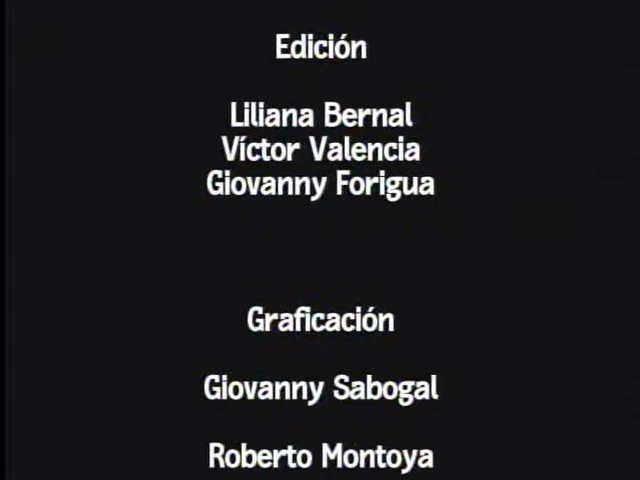 Edición
Liliana Bernal
Víctor Valencia
Giovanny Forigua
Graficación
Giovanny Sabogal
Roberto Montoya